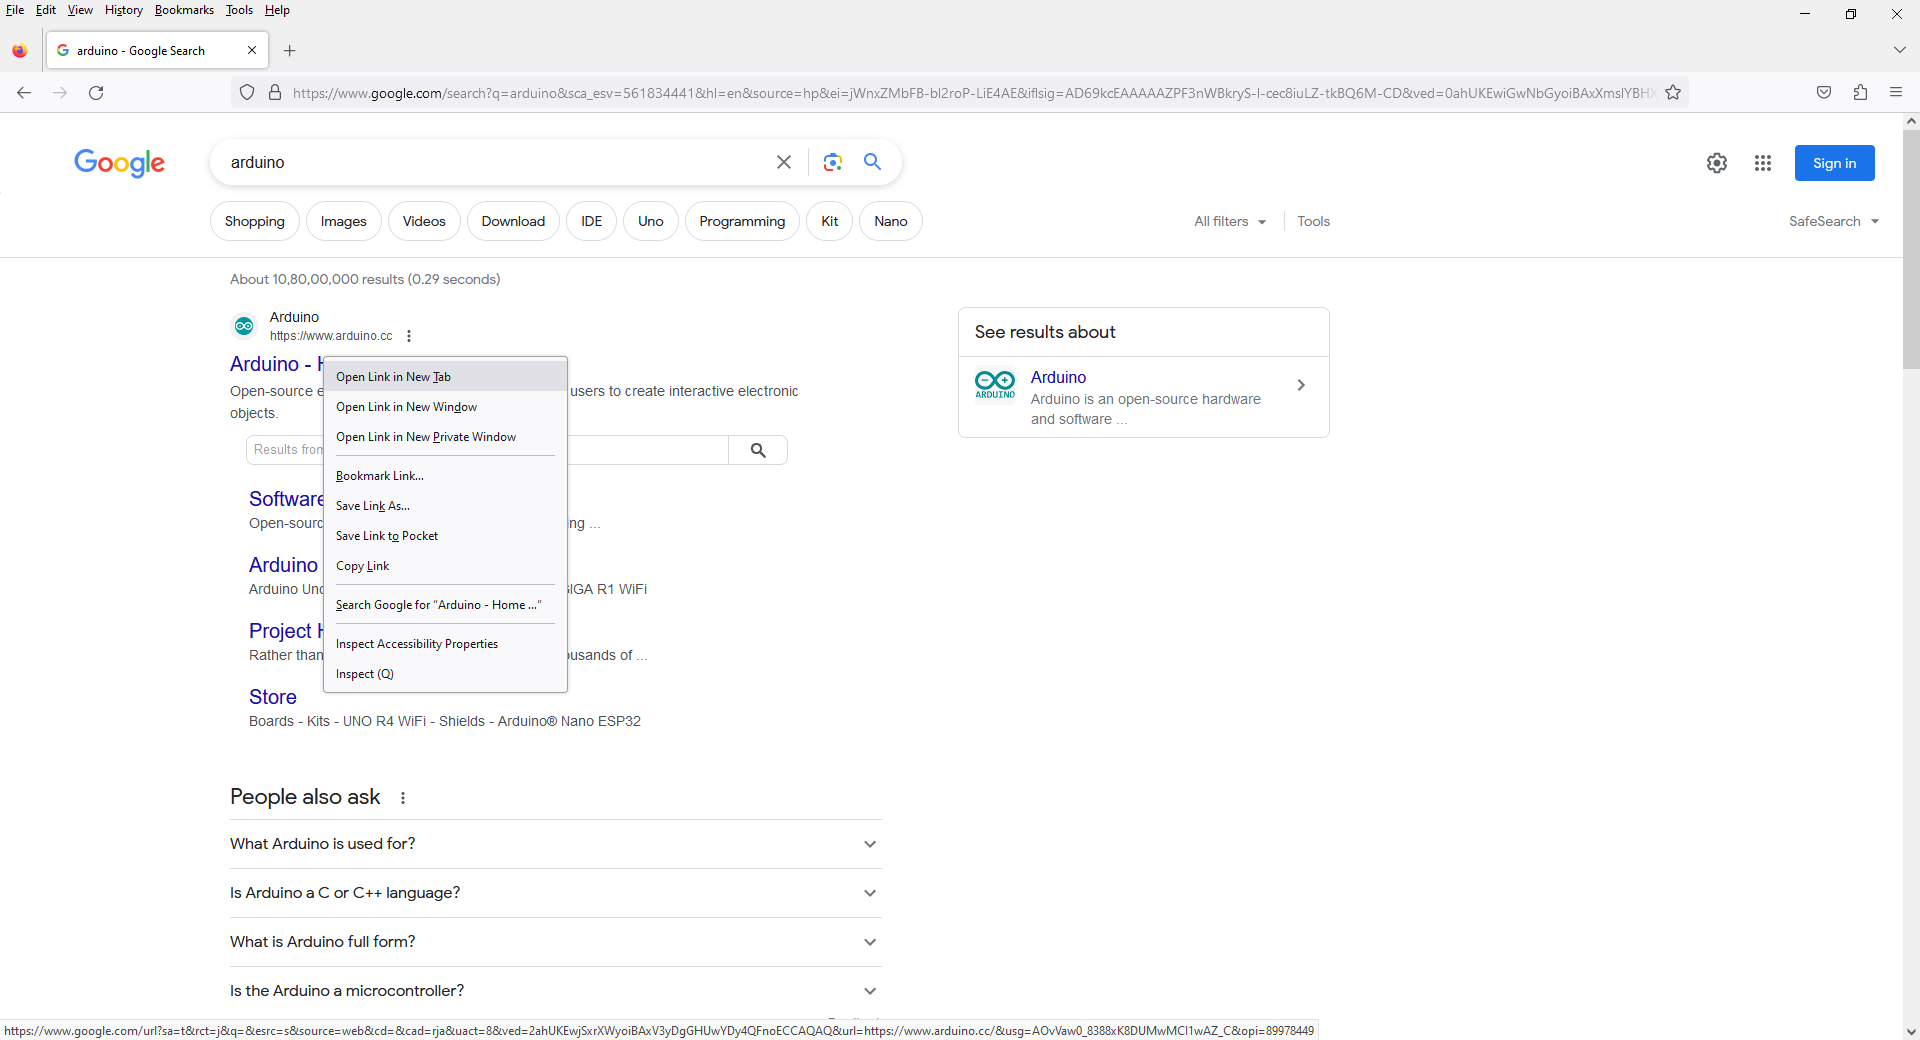 File Edit View History Bookmarks Tools Help
arduino - Google Search
https://www.google.com/search?q=arduino&sca_esv=561834441&hl=en&source=hp&ei=jWnxZMbFB-bl2roP-LiE4AE&iflsig=AD69kcEAAAAAZPF3nWBkryS-l-cec8iuLZ-tkBQ6M-CD&ved=0ahUKEwiGwNbGyoiBAxXmslYBHX
Google
arduino
Sign in
Shopping Images Videos Download IDE Uno Programming Kit Nano All filters Tools SafeSearch
About 10,80,00,000 results (0.29 seconds)
Arduino
https://www.arduino.cc
Arduino - H
Open-source e users to create interactive electronic
objects.
Results from
Software
Open-sourc ng ...
Arduino
Arduino Uno GIGA R1 WiFi
Project H
Rather than ousands of ...
Store
Boards - Kits - UNO R4 WiFi - Shields - Arduino® Nano ESP32
Open Link in New Tab
Open Link in New Window
Open Link in New Private Window
Bookmark Link...
Save Link As...
Save Link to Pocket
Copy Link
Search Google for “Arduino - Home ...”
Inspect Accessibility Properties
Inspect (Q)
See results about
ARDUINO
Arduino
Arduino is an open-source hardware
and software ...
People also ask
What Arduino is used for?
Is Arduino a C or C++ language?
What is Arduino full form?
Is the Arduino a microcontroller?
https://www.google.com/url?sa=t&rct=j&q=&esrc=s&source=web&cd=&cad=rja&uact=8&ved=2ahUKEwjSxrXWyoiBAxV3yDgGHUwYDy4QFnoECCAQAQ&url=https://www.arduino.cc/&usg=AOvVaw0_8388xK8DUMwMCl1wAZ_C&opi=89978449